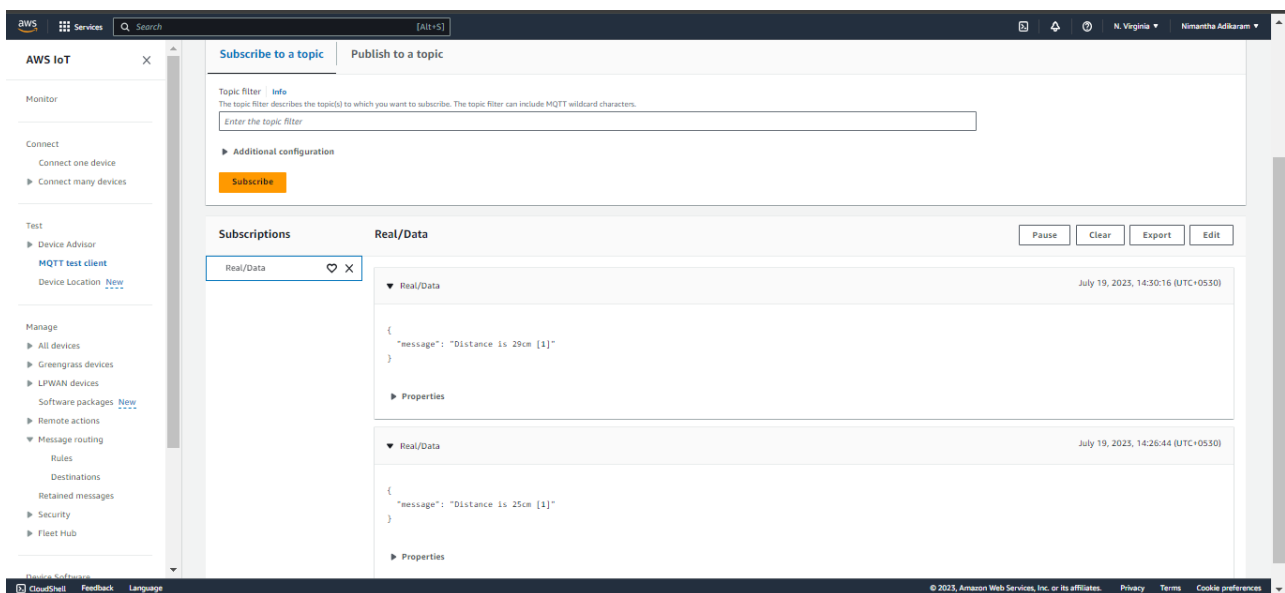 aws Services Search [Alt+S] N. Virginia ▼ Nimantha Adikaram ▼
AWS IoT
Monitor
Connect
Connect one device
Connect many devices
Test
Device Advisor
MQTT test client
Device Location New
Manage
All devices
Greengrass devices
LPWAN devices
Software packages New
Remote actions
Message routing
Rules
Destinations
Retained messages
Security
Fleet Hub
Device Software
Subscribe to a topic Publish to a topic
Topic filter Info
The topic filter describes the topic(s) to which you want to subscribe. The topic filter can include MQTT wildcard characters.
Enter the topic filter
Additional configuration
Subscribe
Subscriptions
Real/Data
Real/Data Pause Clear Export Edit
Real/Data July 19, 2023, 14:30:16 (UTC+0530)
{
"message": "Distance is 29cm [1]"
}
Properties
Real/Data July 19, 2023, 14:26:44 (UTC+0530)
{
"message": "Distance is 25cm [1]"
}
Properties
CloudShell Feedback Language © 2023, Amazon Web Services, Inc. or its affiliates. Privacy Terms Cookie preferences